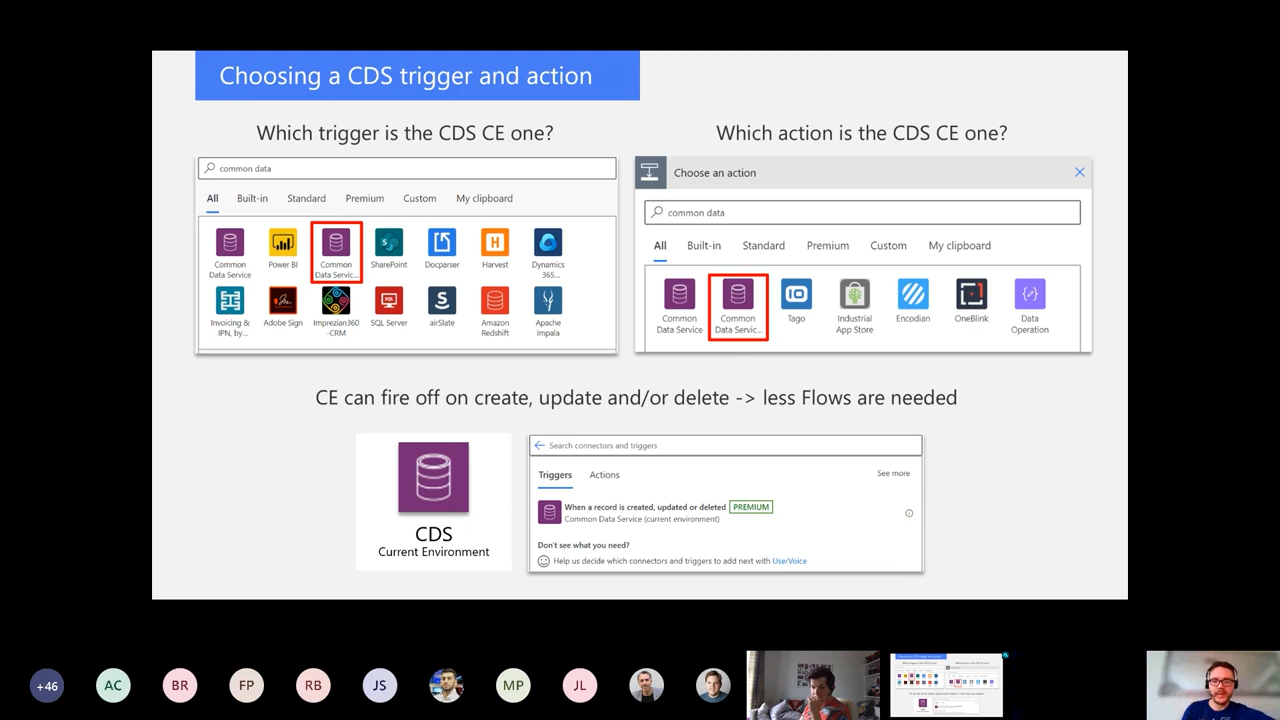 Choosing a CDS trigger and action
Which trigger is the CDS CE one?
common data
All Built-in Standard Premium Custom My clipboard
Common Data Service
Power BI
Common Data Servic...
SharePoint
Docparser
Harvest
Dynamics 365...
Invoicing & IPN, by...
Adobe Sign
Imprezian360 -CRM
SQL Server
airSlate
Amazon Redshift
Apache Impala
Which action is the CDS CE one?
Choose an action
common data
All Built-in Standard Premium Custom My clipboard
Common Data Service
Common Data Servic...
Tago
Industrial App Store
Encodian
OneBlink
Data Operation
CE can fire off on create, update and/or delete -> less Flows are needed
CDS
Current Environment
Search connectors and triggers
Triggers Actions See more
When a record is created, updated or deleted PREMIUM
Common Data Service (current environment)
Don't see what you need?
Help us decide which connectors and triggers to add next with UserVoice
+46 AC BR RB JS JL